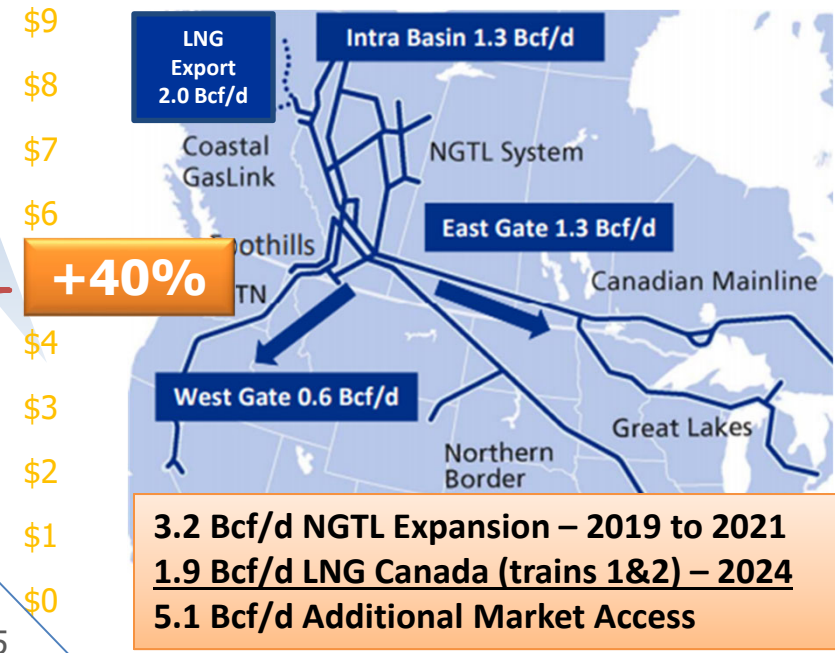 $9
$8
$7
$6
$4
$3
$2
$1
$0
5
LNG
Export
2.0 Bcf/d
Intra Basin 1.3 Bcf/d
Coastal
GasLink
NGTL System
East Gate 1.3 Bcf/d
oothills
+40%
TN
Canadian Mainline
West Gate 0.6 Bcf/d
Great Lakes
Northern
Border
3.2 Bcf/d NGTL Expansion – 2019 to 2021
1.9 Bcf/d LNG Canada (trains 1&2) – 2024
5.1 Bcf/d Additional Market Access